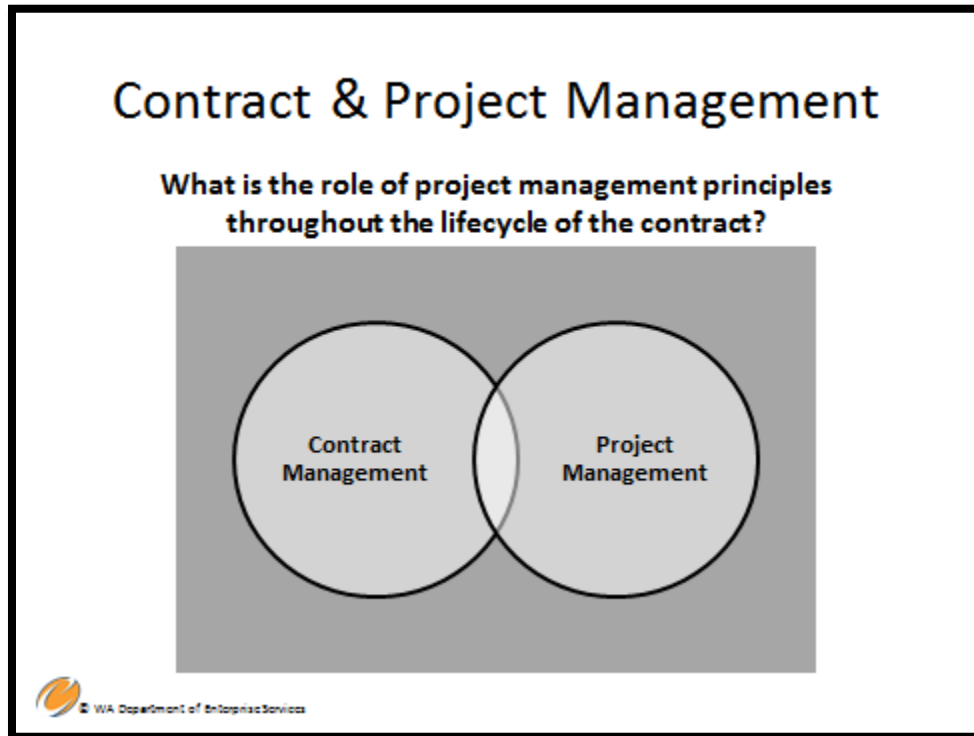 Contract & Project Management
What is the role of project management principles
throughout the lifecycle of the contract?
Contract
Management
Project
Management
© WA Department of Enterprise Services